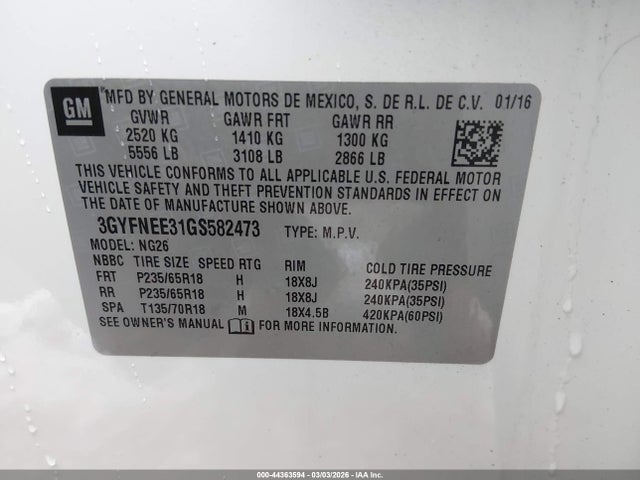 GM
MFD BY GENERAL MOTORS DE MEXICO, S. DE R.L. DE C.V. 01/16
GVWR GAWR FRT GAWR RR
2520 KG 1410 KG 1300 KG
5556 LB 3108 LB 2866 LB
THIS VEHICLE CONFORMS TO ALL APPLICABLE U.S. FEDERAL MOTOR
VEHICLE SAFETY AND THEFT PREVENTION STANDARDS IN EFFECT ON
THE DATE OF MANUFACTURE SHOWN ABOVE.
3GYFNEE31GS582473 TYPE: M.P.V.
MODEL: NG26
NBBC TIRE SIZE SPEED RTG RIM COLD TIRE PRESSURE
FRT P235/65R18 H 18X8J 240KPA(35PSI)
RR P235/65R18 H 18X8J 240KPA(35PSI)
SPA T135/70R18 M 18X4.5B 420KPA(60PSI)
SEE OWNER'S MANUAL FOR ADDITIONAL INFORMATION.
000-44363594 - 03/03/2026 - IAAI.com